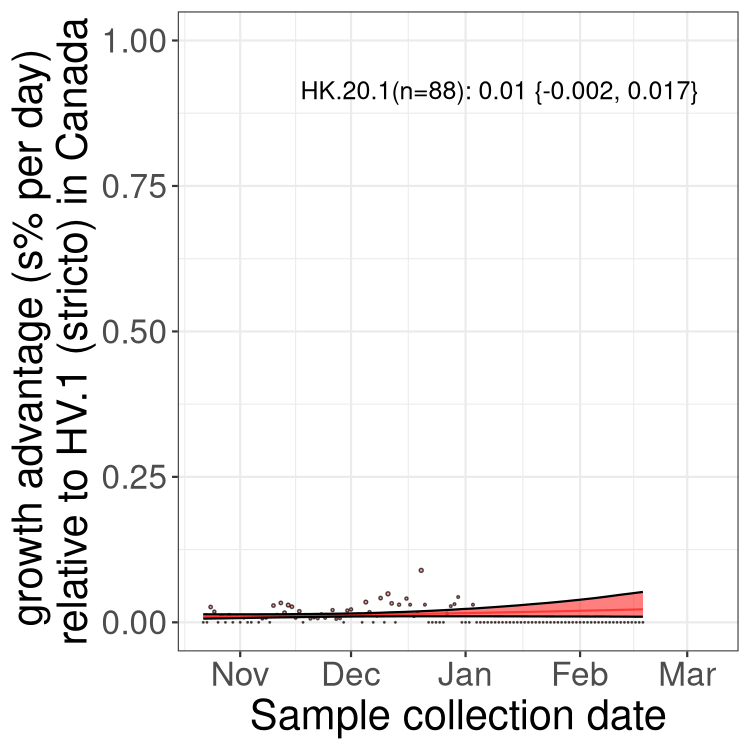 growth advantage (s% per day)
relative to HV.1 (stricto) in Canada
1.00
0.75
0.50
0.25
0.00
HK.20.1(n=88): 0.01 {-0.002, 0.017}
Nov Dec Jan Feb Mar
Sample collection date